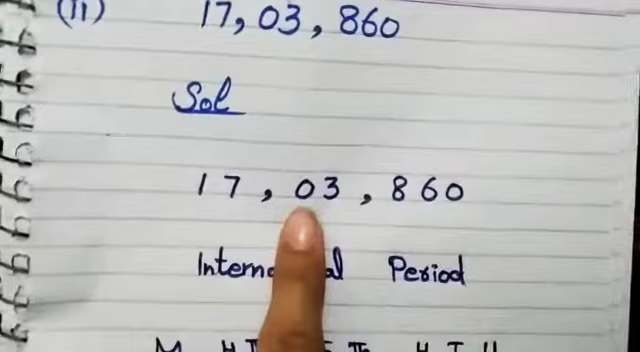 (ii) 17, 03, 860
Sol
17, 03, 860
Period